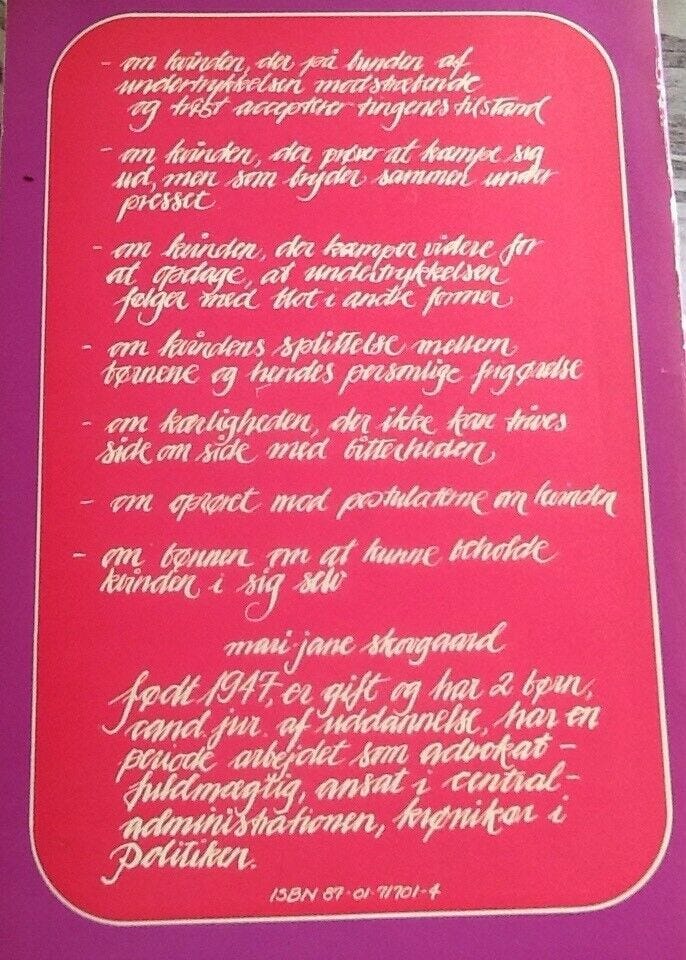 - om kvinden, der på bunden af
undertrykkelsen modstræbende
og træt accepterer tingenes tilstand
- om kvinden, der prøver at kæmpe sig
ud, men som bryder sammen under
presset
- om kvinden, der kæmper videre for
at opdage, at undertrykkelsen
følger med blot i andre former
- om kvindens splittelse mellem
børnene og hendes personlige frigørelse
- om kærligheden, der ikke kan trives
side om side med bitterheden
- om oprøret mod postulaterne om kvinden
- om bønnen om at kunne beholde
kvinden i sig selv
mari-jane skovgaard
født 1947, er gift og har 2 børn,
cand. jur. af uddannelse, har en
periode arbejdet som advokat-
fuldmægtig, ansat i central-
administrationen, kronikør i
Politiken.
ISBN 87-01-71701-4